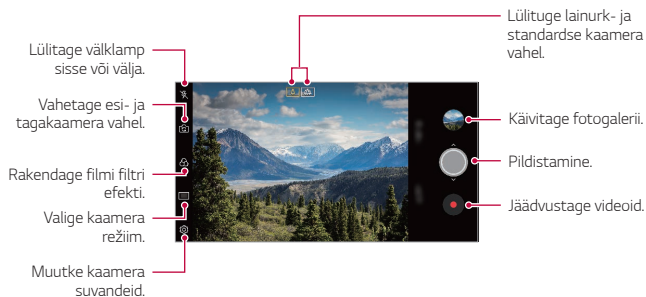 Lülituge lainurk- ja
standardse kaamera
vahel.
Lülitage välklamp
sisse või välja.
Vahetage esi- ja
tagakaamera vahel.
Rakendage filmi filtri
efekti.
Valige kaamera
režiim.
Muutke kaamera
suvandeid.
Käivitage fotogalerii.
Pildistamine.
Jäädvustage videoid.